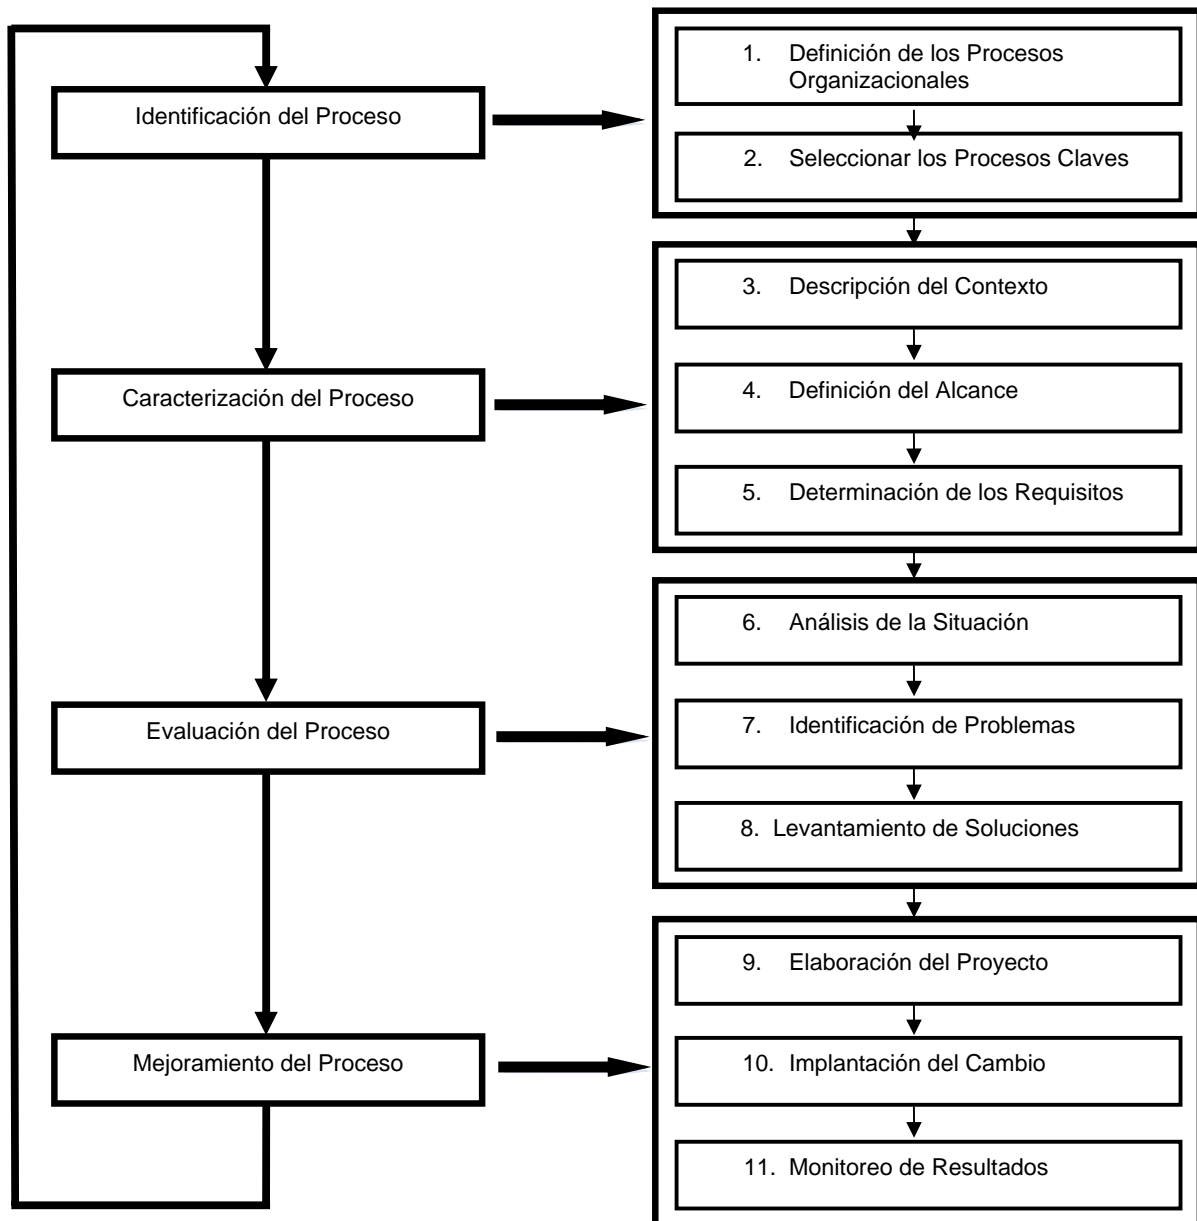 Identificación del Proceso
1. Definición de los Procesos
Organizacionales
2. Seleccionar los Procesos Claves
Caracterización del Proceso
3. Descripción del Contexto
4. Definición del Alcance
5. Determinación de los Requisitos
Evaluación del Proceso
6. Análisis de la Situación
7. Identificación de Problemas
8. Levantamiento de Soluciones
Mejoramiento del Proceso
9. Elaboración del Proyecto
10. Implantación del Cambio
11. Monitoreo de Resultados